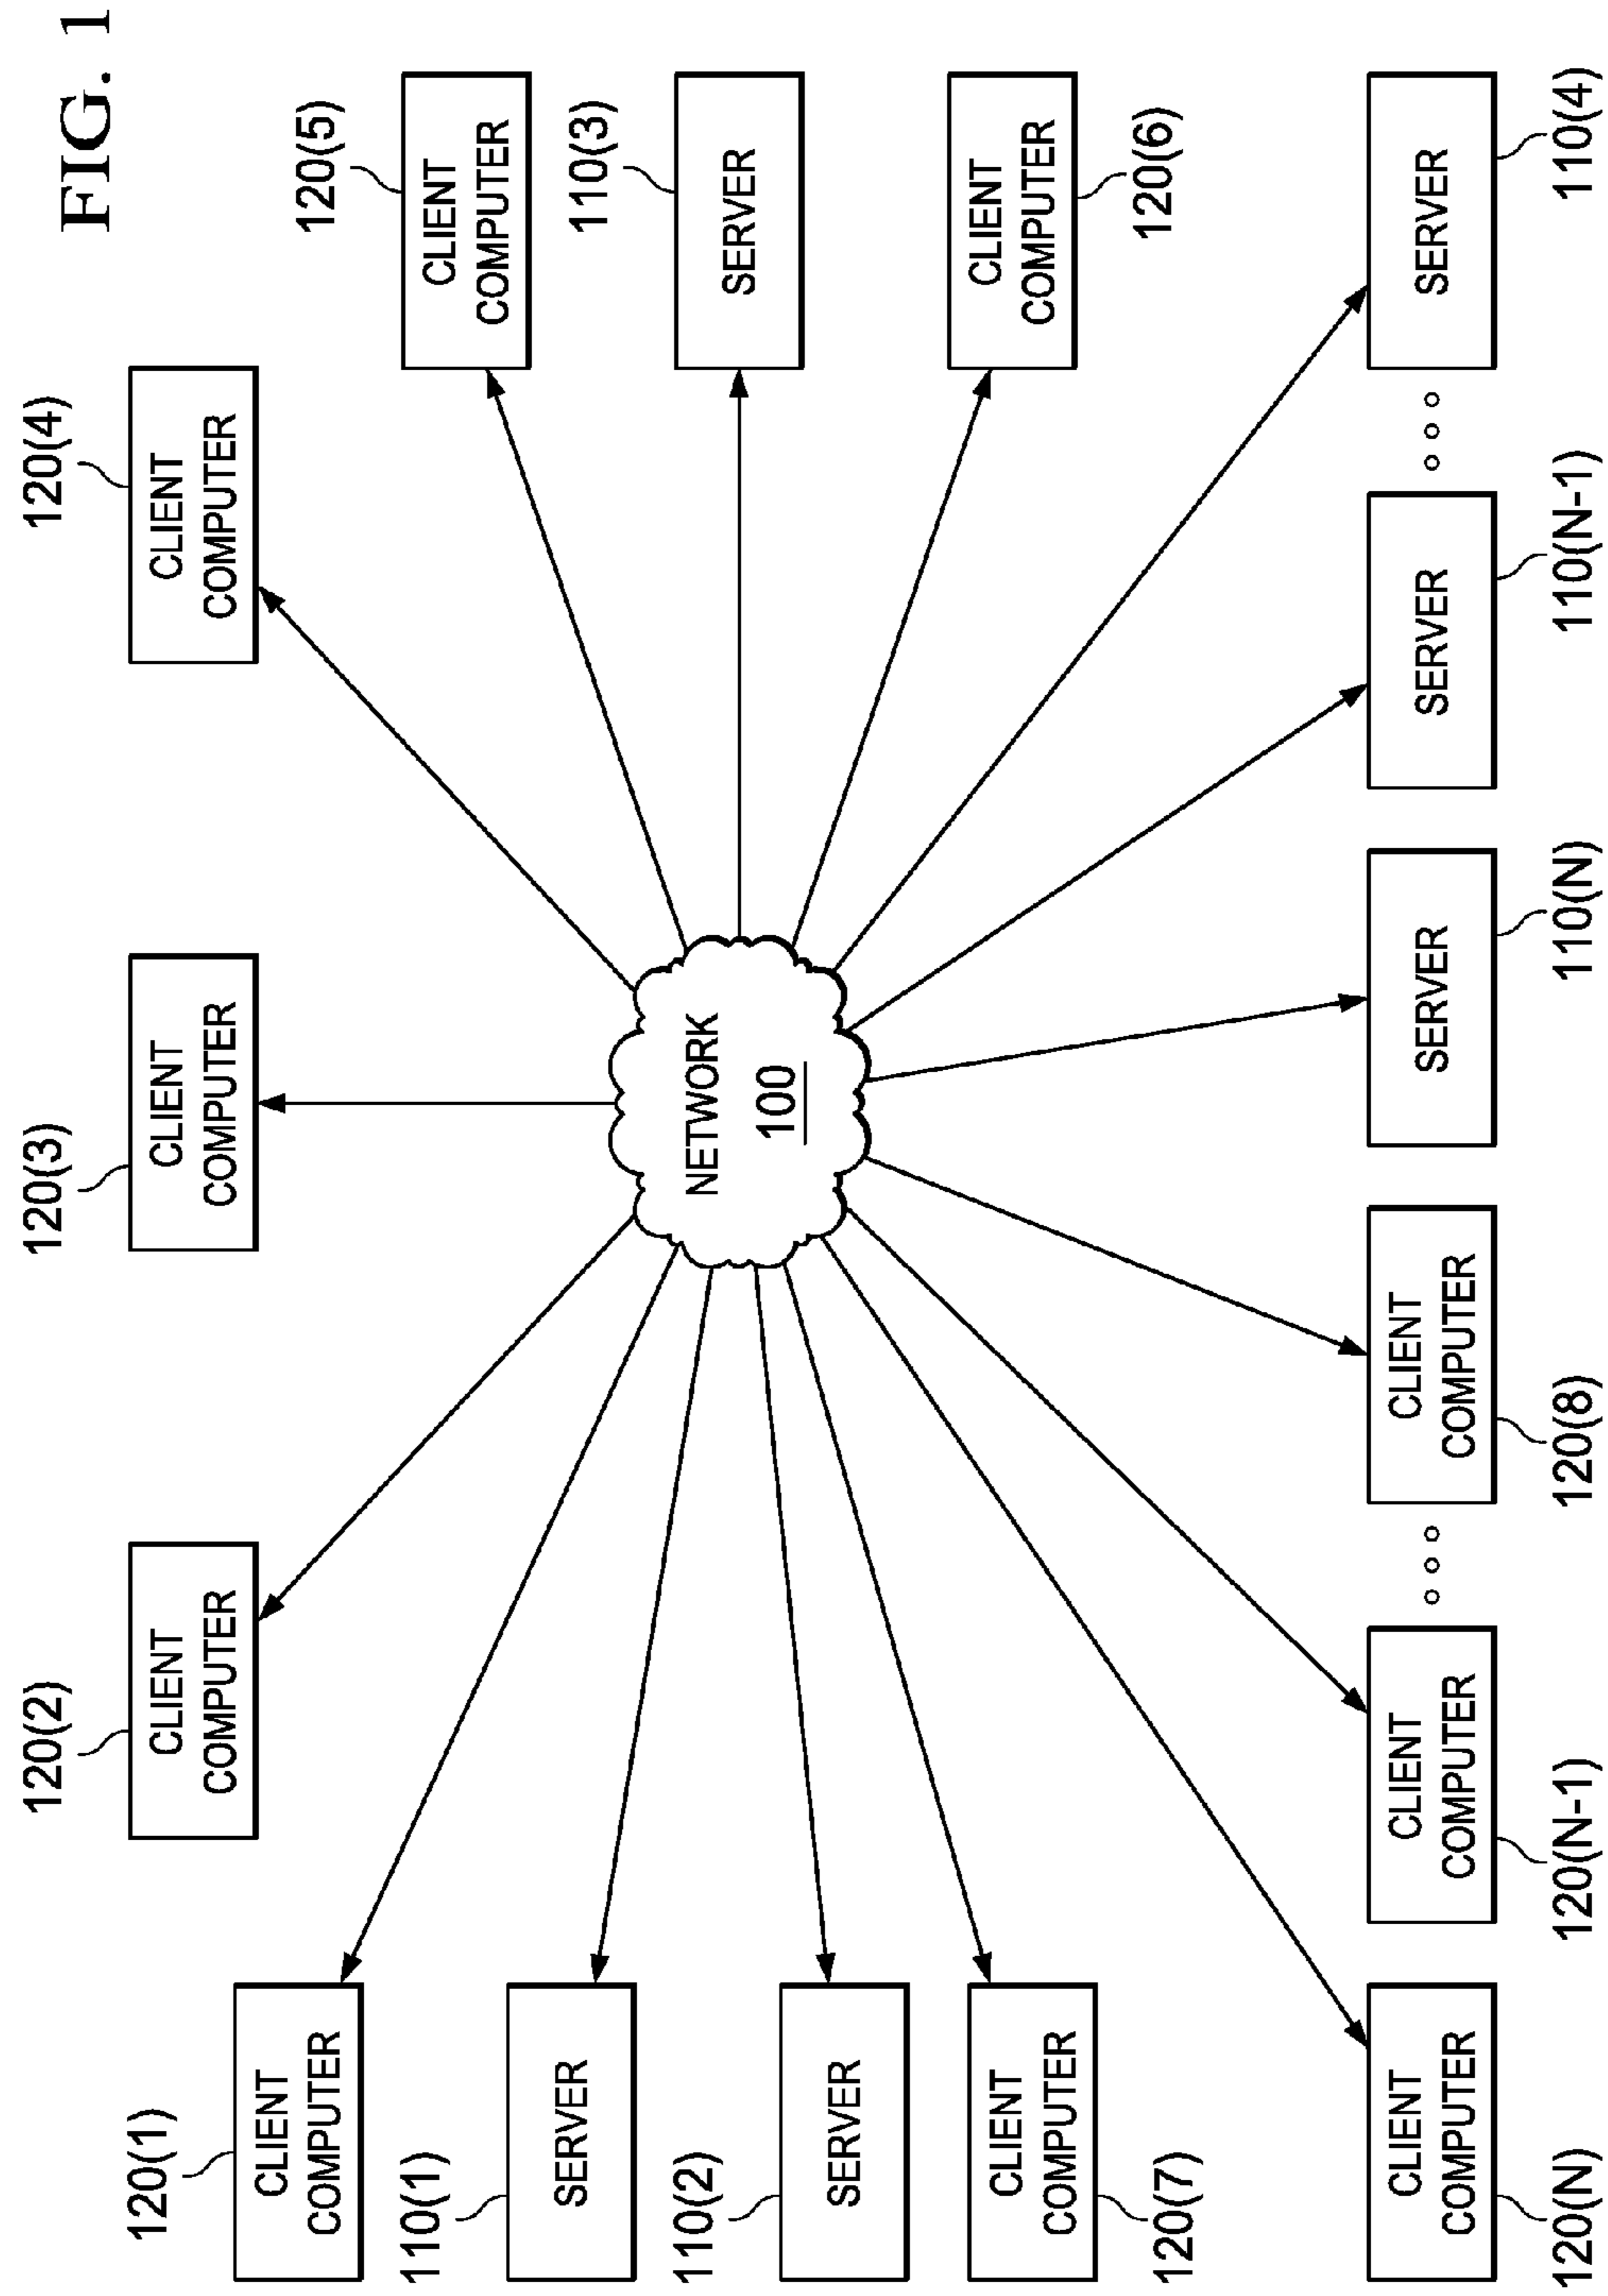 FIG. 1
120(2)
120(3)
120(4)
CLIENT
COMPUTER
CLIENT
COMPUTER
CLIENT
COMPUTER
120(1)
CLIENT
COMPUTER
120(5)
CLIENT
COMPUTER
110(1)
SERVER
110(3)
SERVER
NETWORK
100
110(2)
SERVER
CLIENT
COMPUTER
120(6)
CLIENT
COMPUTER
120(7)
CLIENT
COMPUTER
CLIENT
COMPUTER
CLIENT
COMPUTER
SERVER
SERVER
SERVER
120(N)
120(N-1)
120(8)
110(N)
110(N-1)
110(4)